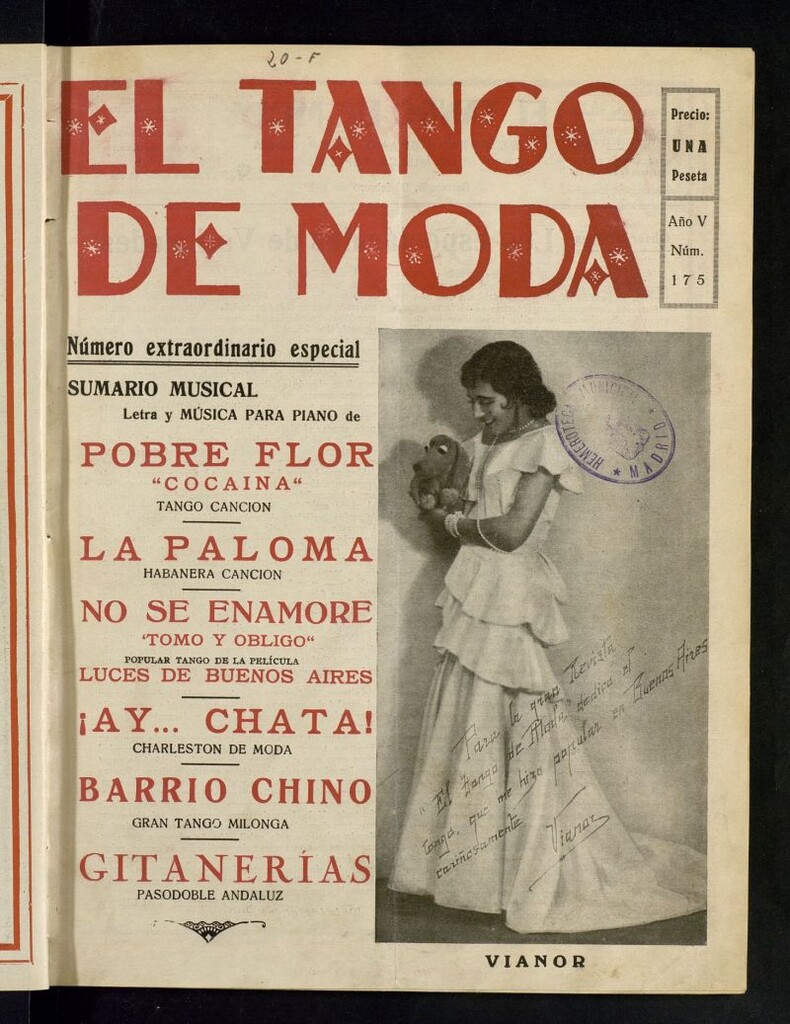 20-F
EL TANGO
DE MODA
Precio:
UNA
Peseta
Año V
Núm.
175
Número extraordinario especial
SUMARIO MUSICAL
Letra y MÚSICA PARA PIANO de
POBRE FLOR
“COCAINA“
TANGO CANCION
LA PALOMA
HABANERA CANCION
NO SE ENAMORE
‘TOMO Y OBLIGO“
POPULAR TANGO DE LA PELÍCULA
LUCES DE BUENOS AIRES
¡AY... CHATA!
CHARLESTON DE MODA
BARRIO CHINO
GRAN TANGO MILONGA
GITANERÍAS
PASODOBLE ANDALUZ
HEMEROTECA MUNICIPAL
★ MADRID ★
Para la gran Revista
"El Tango de Moda" dedica el
tango, que me hizo popular en Buenos Aires
cariñosamente
Vianor
VIANOR